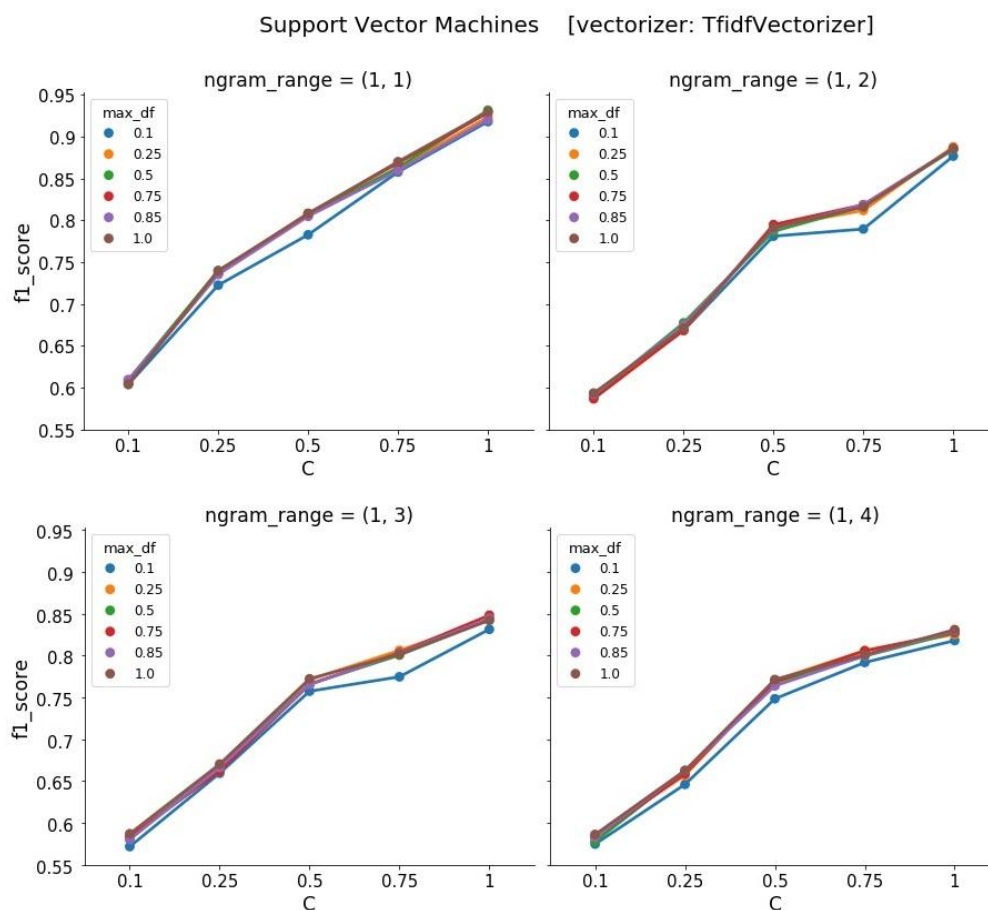 Support Vector Machines [vectorizer: TfidfVectorizer]
ngram_range = (1, 1)
f1_score
0.95
0.9
0.85
0.8
0.75
0.7
0.65
0.6
0.55
max_df
0.1
0.25
0.5
0.75
0.85
1.0
0.1 0.25 0.5 0.75 1
C
ngram_range = (1, 2)
max_df
0.1
0.25
0.5
0.75
0.85
1.0
0.1 0.25 0.5 0.75 1
C
ngram_range = (1, 3)
f1_score
0.95
0.9
0.85
0.8
0.75
0.7
0.65
0.6
0.55
max_df
0.1
0.25
0.5
0.75
0.85
1.0
0.1 0.25 0.5 0.75 1
C
ngram_range = (1, 4)
max_df
0.1
0.25
0.5
0.75
0.85
1.0
0.1 0.25 0.5 0.75 1
C